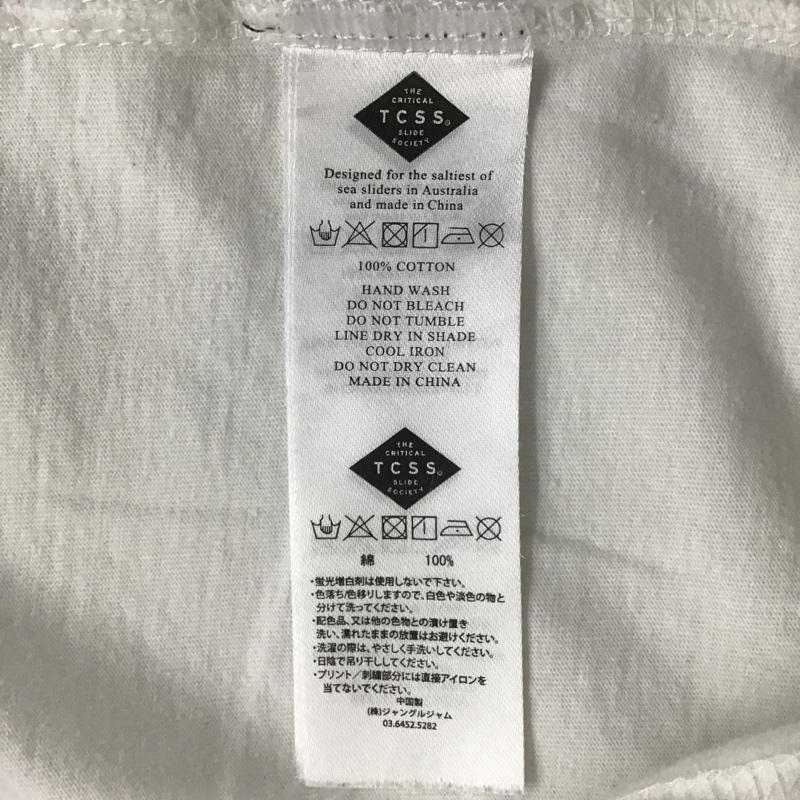 THE
CRITICAL
TCSS®
SLIDE
SOCIETY
Designed for the saltiest of
sea sliders in Australia
and made in China
100% COTTON
HAND WASH
DO NOT BLEACH
DO NOT TUMBLE
LINE DRY IN SHADE
COOL IRON
DO NOT DRY CLEAN
MADE IN CHINA
THE
CRITICAL
TCSS®
SLIDE
SOCIETY
綿 100%
・蛍光増白剤は使用しないで下さい。
・色落ち/色移りしますので、白色や淡色の物と
分けて洗ってください。
・配色品、又は他の色物との漬け置き
洗い、濡れたままの放置はお避けください。
・洗濯の際は、やさしく手洗いしてください。
・日陰で吊り干ししてください。
・プリント／刺繍部分には直接アイロンを
当てないでください。
中国製
(株)ジャングルジャム
03.6452.5282